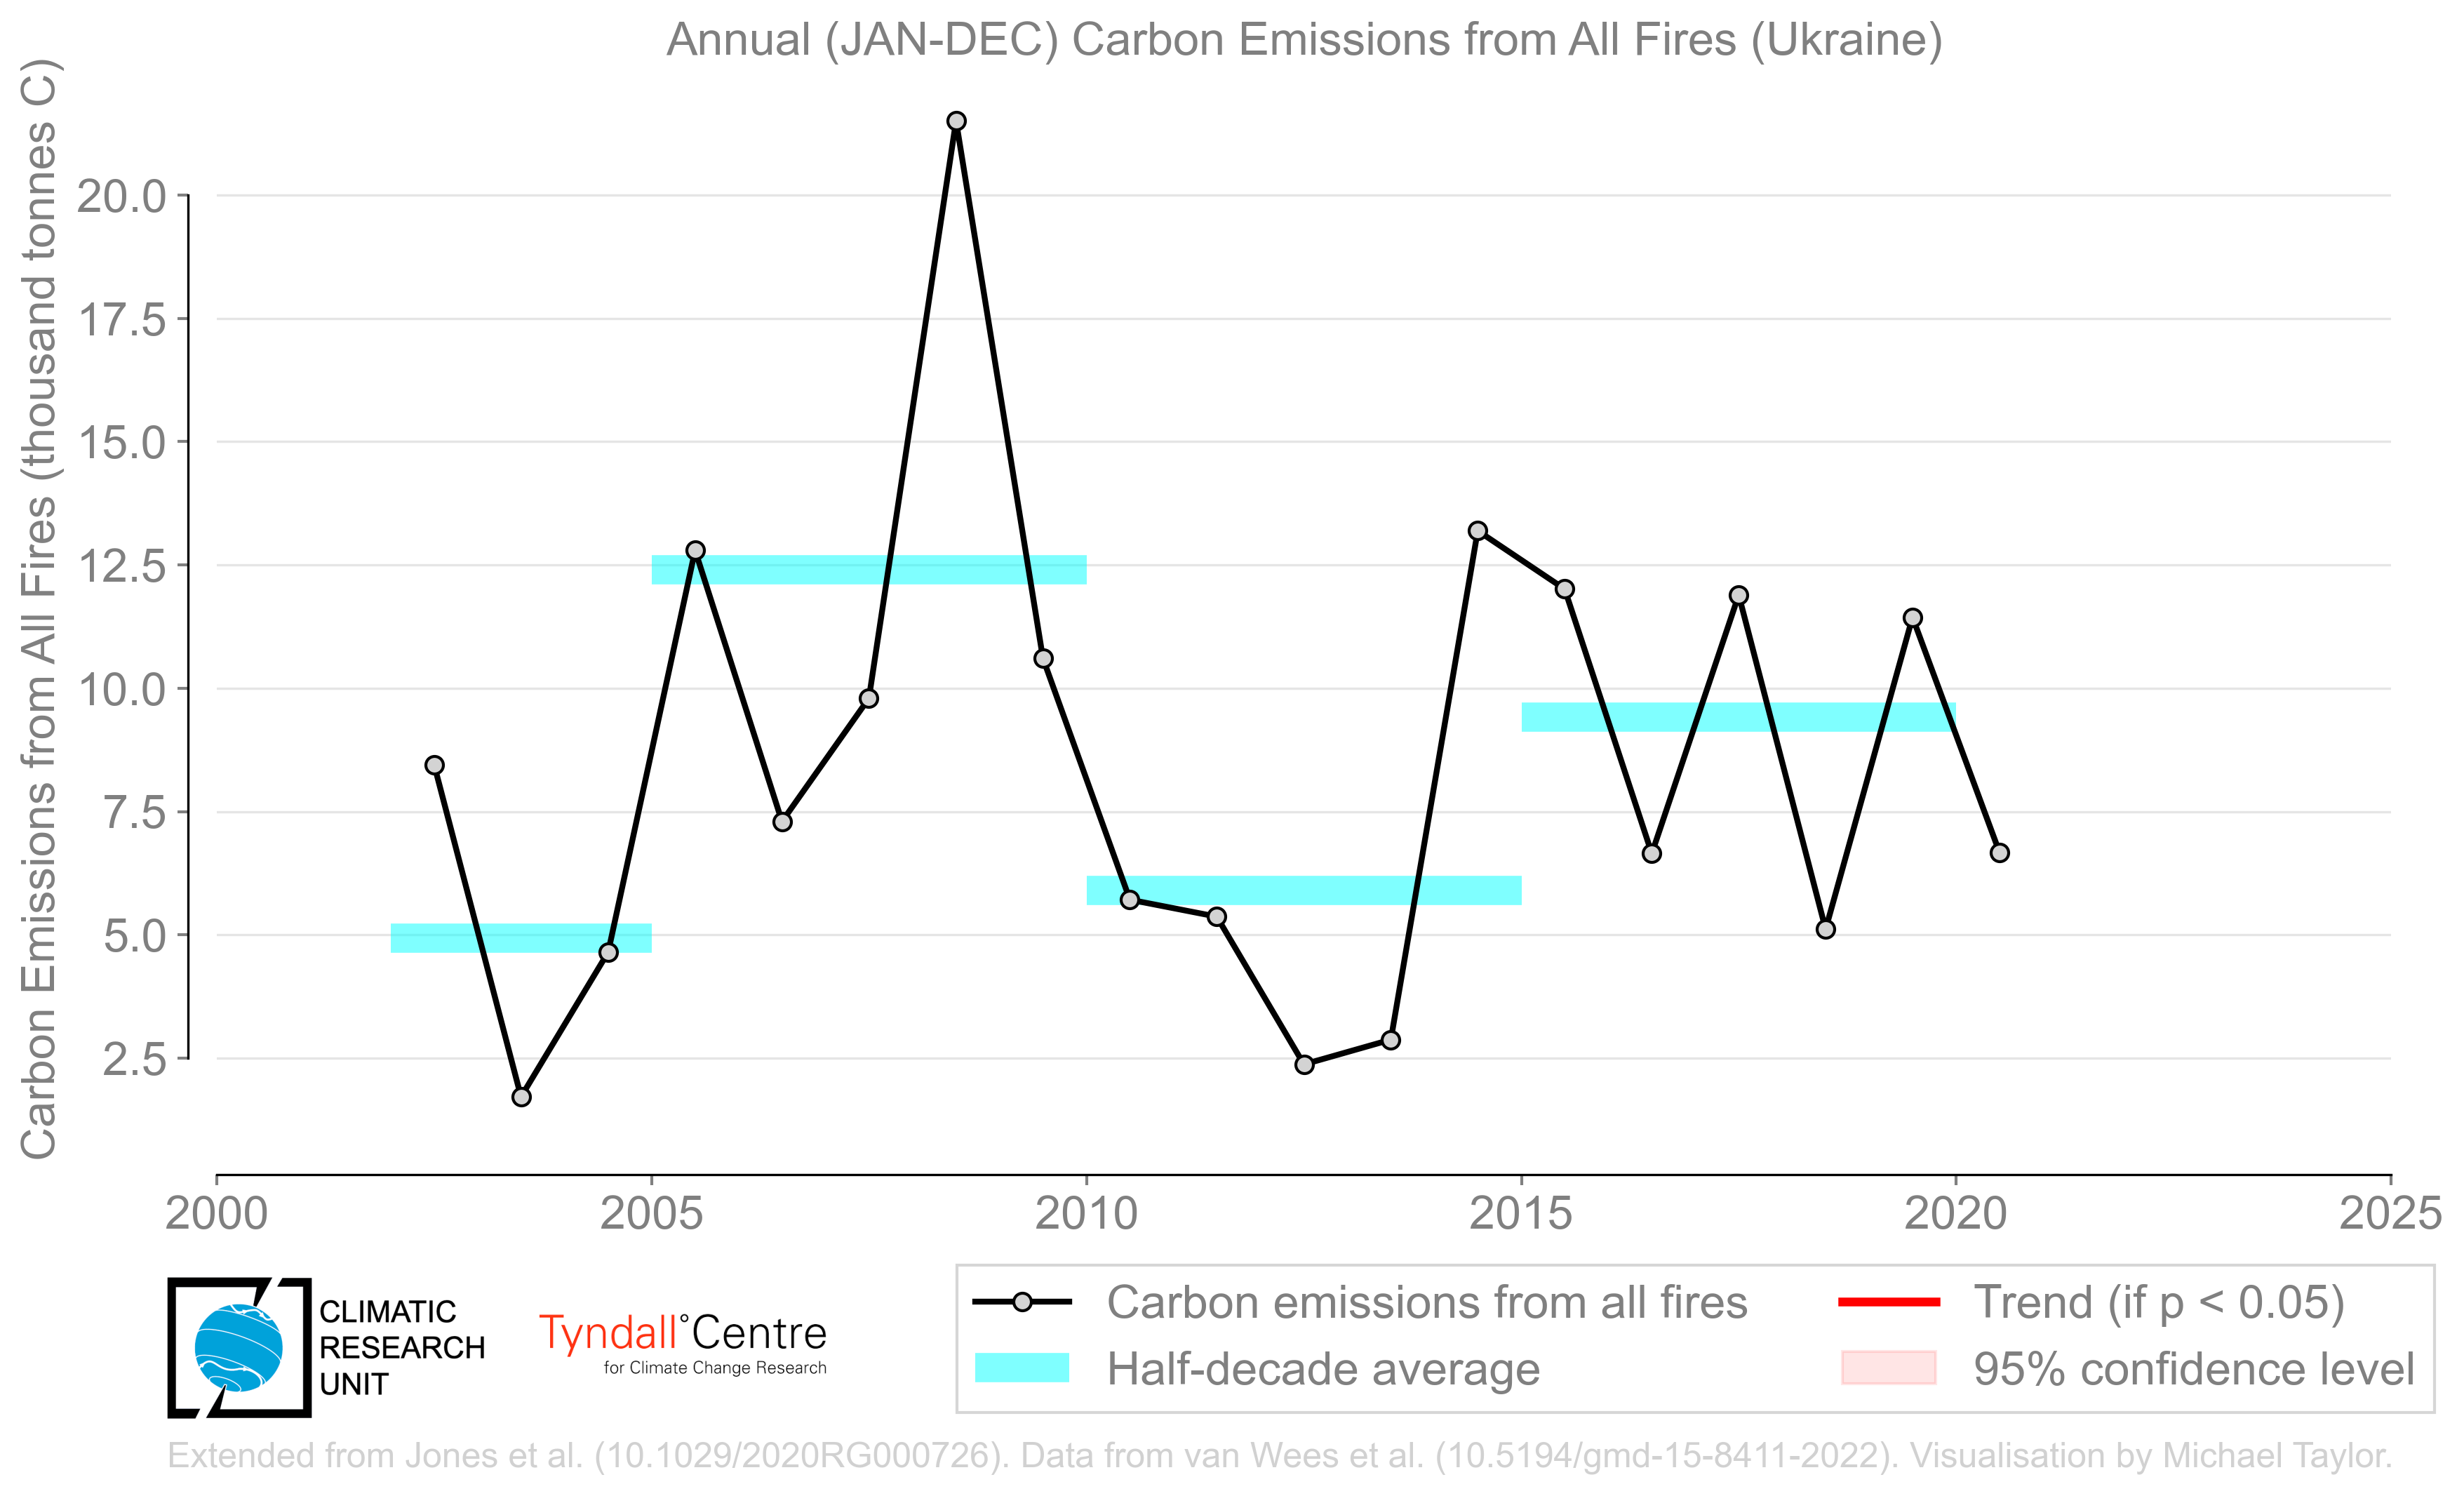 Annual (JAN-DEC) Carbon Emissions from All Fires (Ukraine)
Carbon Emissions from All Fires (thousand tonnes C)
20.0
17.5
15.0
12.5
10.0
7.5
5.0
2.5
2000
2005
2010
2015
2020
2025
Carbon emissions from all fires
Half-decade average
Trend (if p < 0.05)
95% confidence level
CLIMATIC
RESEARCH
UNIT
Tyndall°Centre
for Climate Change Research
Extended from Jones et al. (10.1029/2020RG000726). Data from van Wees et al. (10.5194/gmd-15-8411-2022). Visualisation by Michael Taylor.